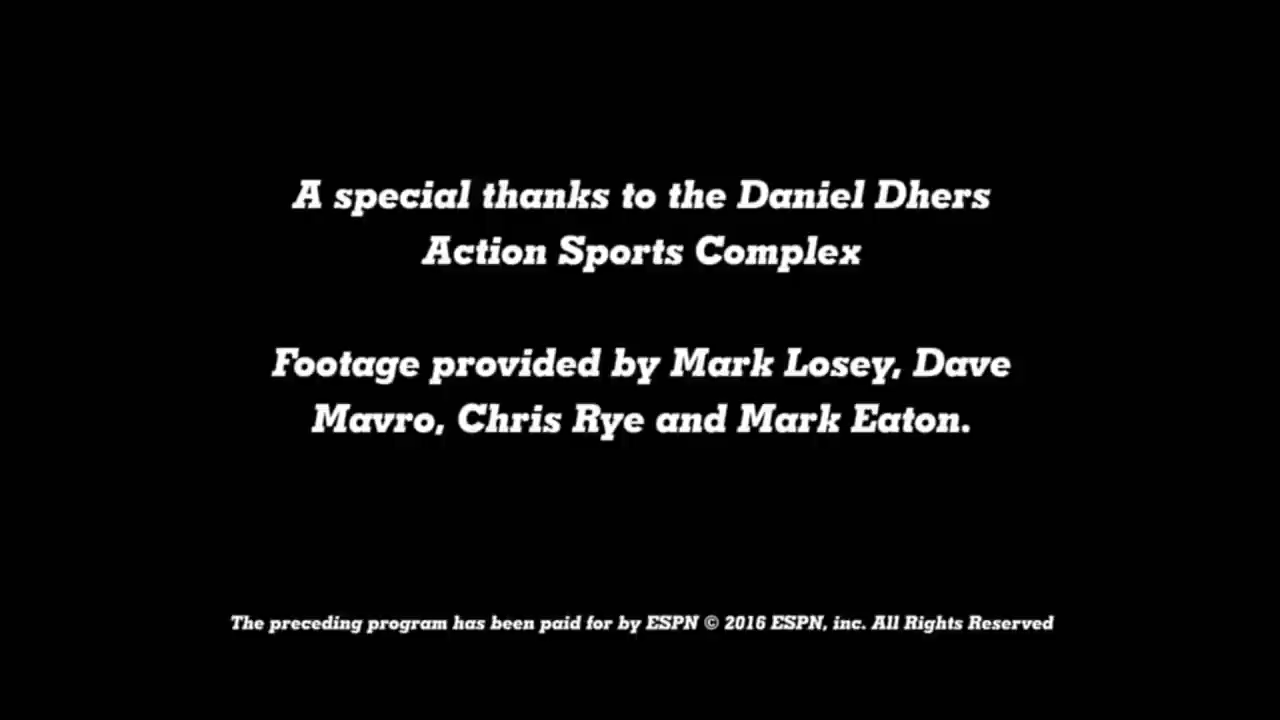 A special thanks to the Daniel Dhers
Action Sports Complex
Footage provided by Mark Losey, Dave
Mavro, Chris Rye and Mark Eaton.
The preceding program has been paid for by ESPN © 2016 ESPN, inc. All Rights Reserved